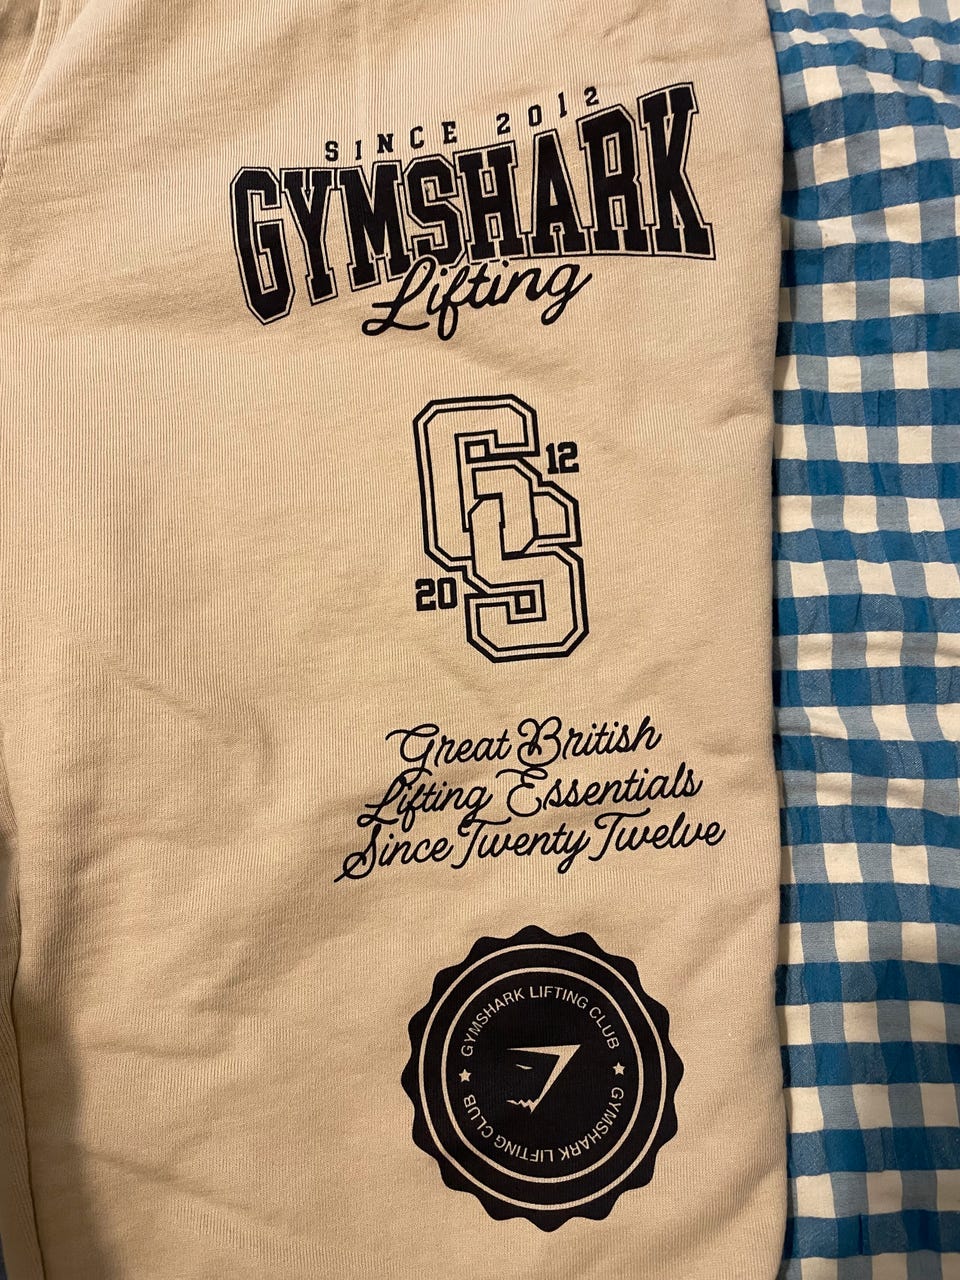 SINCE 2012
GYMSHARK
Lifting
GS
12
20
Great British
Lifting Essentials
Since Twenty Twelve
GYMSHARK LIFTING CLUB
GYMSHARK LIFTING CLUB